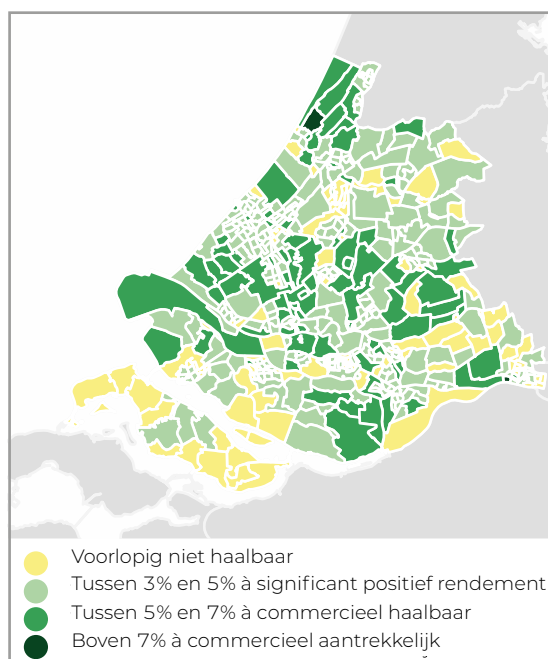 Voorlopig niet haalbaar
Tussen 3% en 5% à significant positief rendement
Tussen 5% en 7% à commercieel haalbaar
Boven 7% à commercieel aantrekkelijk